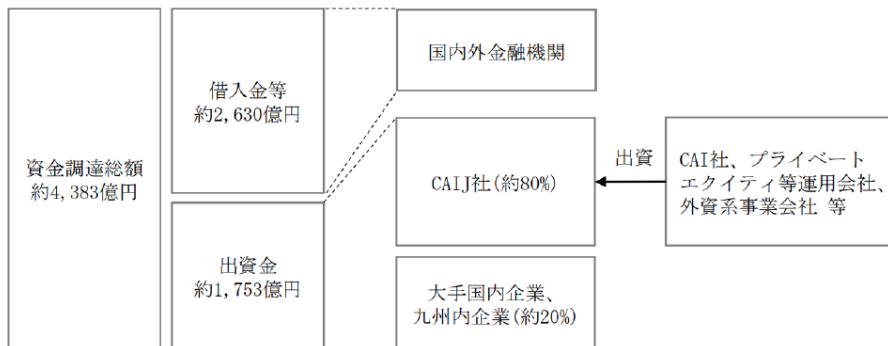 資金調達総額
約4,383億円
借入金等
約2,630億円
出資金
約1,753億円
国内外金融機関
CAIJ社(約80%)
大手国内企業、
九州内企業(約20%)
出資
CAI社、プライベート
エクイティ等運用会社、
外資系事業会社 等